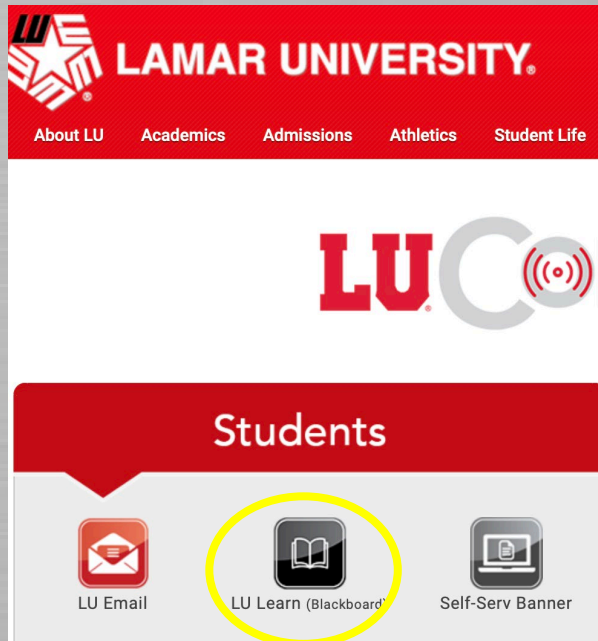 LU
LAMAR UNIVERSITY®
About LU Academics Admissions Athletics Student Life
LU Co
Students
LU Email LU Learn (Blackboard) Self-Serv Banner